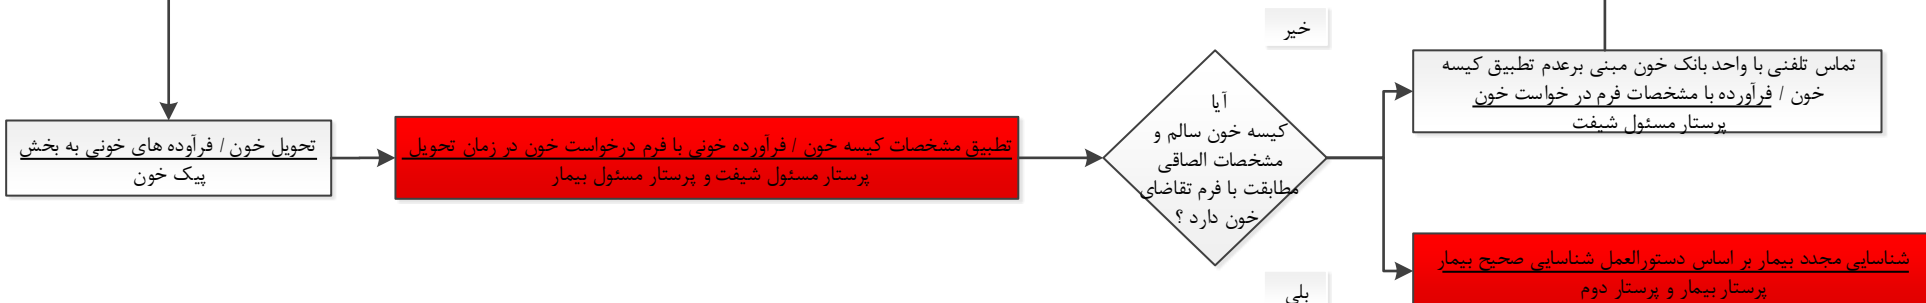 تحویل خون / فرآوده های خونی به بخش
پیک خون
تطبیق مشخصات کیسه خون / فرآورده خونی با فرم درخواست خون در زمان تحویل
پرستار مسئول شیفت و پرستار مسئول بیمار
آیا
کیسه خون سالم و
مشخصات الصاقی
مطابقت با فرم تقاضای
خون دارد ؟
خیر
تماس تلفنی با واحد بانک خون مبنی برعدم تطبیق کیسه
خون / فرآورده با مشخصات فرم در خواست خون
پرستار مسئول شیفت
بلی
شناسایی مجدد بیمار بر اساس دستورالعمل شناسایی صحیح بیمار
پرستار بیمار و پرستار دوم